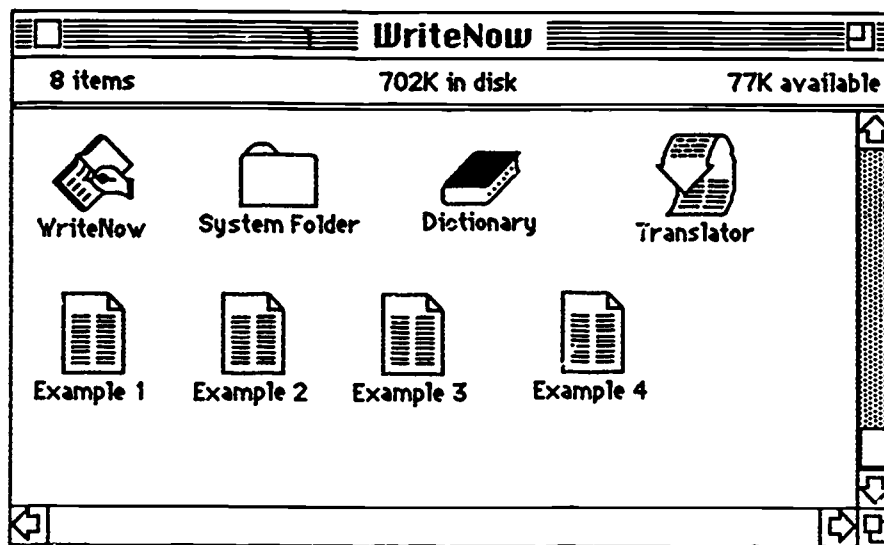 WriteNow
8 items 702K in disk 77K available
WriteNow System Folder Dictionary Translator
Example 1 Example 2 Example 3 Example 4